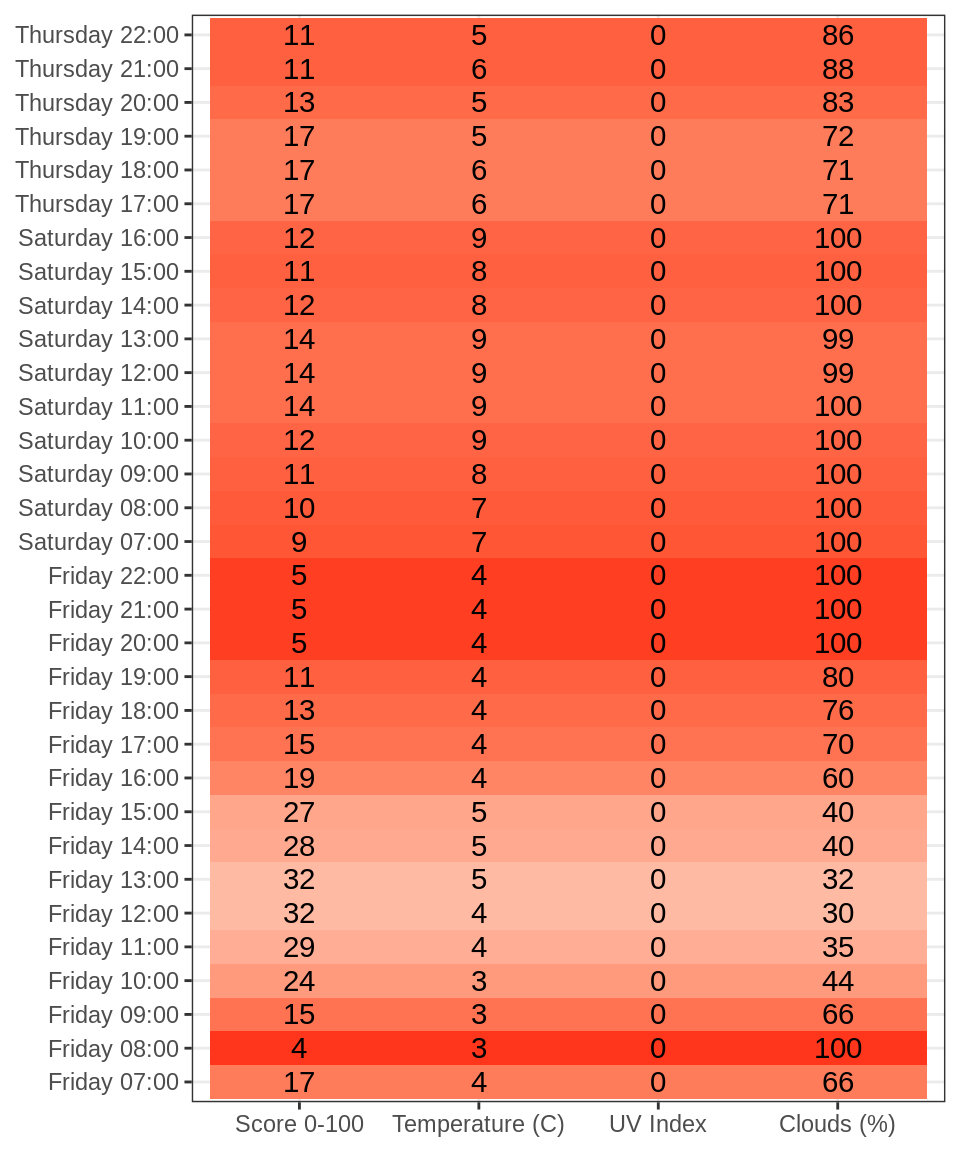 Thursday 22:00 11 5 0 86
Thursday 21:00 11 6 0 88
Thursday 20:00 13 5 0 83
Thursday 19:00 17 5 0 72
Thursday 18:00 17 6 0 71
Thursday 17:00 17 6 0 71
Saturday 16:00 12 9 0 100
Saturday 15:00 11 8 0 100
Saturday 14:00 12 8 0 100
Saturday 13:00 14 9 0 99
Saturday 12:00 14 9 0 99
Saturday 11:00 14 9 0 100
Saturday 10:00 12 9 0 100
Saturday 09:00 11 8 0 100
Saturday 08:00 10 7 0 100
Saturday 07:00 9 7 0 100
Friday 22:00 5 4 0 100
Friday 21:00 5 4 0 100
Friday 20:00 5 4 0 100
Friday 19:00 11 4 0 80
Friday 18:00 13 4 0 76
Friday 17:00 15 4 0 70
Friday 16:00 19 4 0 60
Friday 15:00 27 5 0 40
Friday 14:00 28 5 0 40
Friday 13:00 32 5 0 32
Friday 12:00 32 4 0 30
Friday 11:00 29 4 0 35
Friday 10:00 24 3 0 44
Friday 09:00 15 3 0 66
Friday 08:00 4 3 0 100
Friday 07:00 17 4 0 66
Score 0-100 Temperature (C) UV Index Clouds (%)